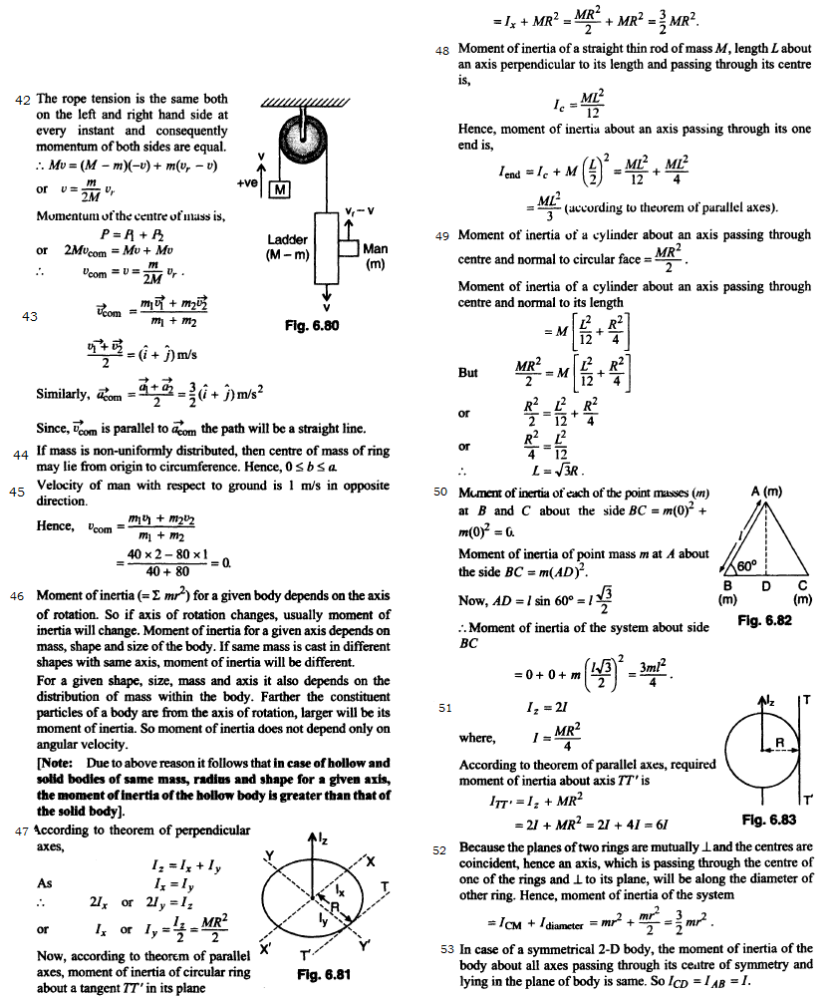 42 The rope tension is the same both
on the left and right hand side at
every instant and consequently
momentum of both sides are equal.
∴ Mv = (M − m)(−v) + m(v_r − v)
or v = m/2M v_r
Momentum of the centre of mass is,
P = P₁ + P₂
or 2Mv_com = Mv + Mv
∴ v_com = v = m/2M v_r .
v
+ve
M
Ladder
(M – m)
v_r – v
Man
(m)
v
Fig. 6.80
43 v⃗_com = (m₁v⃗₁ + m₂v⃗₂)/(m₁ + m₂)
(v⃗₁ + v⃗₂)/2 = (î + ĵ) m/s
Similarly, a⃗_com = (a⃗₁ + a⃗₂)/2 = 3/2 (î + ĵ) m/s²
Since, v⃗_com is parallel to a⃗_com the path will be a straight line.
44 If mass is non-uniformly distributed, then centre of mass of ring
may lie from origin to circumference. Hence, 0 ≤ b ≤ a.
45 Velocity of man with respect to ground is 1 m/s in opposite
direction.
Hence, v_com = (m₁v₁ + m₂v₂)/(m₁ + m₂)
= (40 × 2 − 80 × 1)/(40 + 80) = 0.
46 Moment of inertia (= Σ mr²) for a given body depends on the axis
of rotation. So if axis of rotation changes, usually moment of
inertia will change. Moment of inertia for a given axis depends on
mass, shape and size of the body. If same mass is cast in different
shapes with same axis, moment of inertia will be different.
For a given shape, size, mass and axis it also depends on the
distribution of mass within the body. Farther the constituent
particles of a body are from the axis of rotation, larger will be its
moment of inertia. So moment of inertia does not depend only on
angular velocity.
[Note: Due to above reason it follows that in case of hollow and
solid bodies of same mass, radius and shape for a given axis,
the moment of inertia of the hollow body is greater than that of
the solid body].
47 According to theorem of perpendicular
axes,
I_z = I_x + I_y
As I_x = I_y
∴ 2I_x or 2I_y = I_z
or I_x or I_y = I_z/2 = MR²/2
Now, according to theorem of parallel
axes, moment of inertia of circular ring
about a tangent TT′ in its plane
I_z
Y
X
I_x
T
R
I_y
X′
T′
Y′
Fig. 6.81
= I_x + MR² = MR²/2 + MR² = 3/2 MR².
48 Moment of inertia of a straight thin rod of mass M, length L about
an axis perpendicular to its length and passing through its centre
is,
I_c = ML²/12
Hence, moment of inertia about an axis passing through its one
end is,
I_end = I_c + M (L/2)² = ML²/12 + ML²/4
= ML²/3 (according to theorem of parallel axes).
49 Moment of inertia of a cylinder about an axis passing through
centre and normal to circular face = MR²/2 .
Moment of inertia of a cylinder about an axis passing through
centre and normal to its length
= M [L²/12 + R²/4]
But MR²/2 = M [L²/12 + R²/4]
or R²/2 = L²/12 + R²/4
or R²/4 = L²/12
∴ L = √3R .
50 Moment of inertia of each of the point masses (m)
at B and C about the side BC = m(0)² +
m(0)² = 0.
Moment of inertia of point mass m at A about
the side BC = m(AD)².
Now, AD = l sin 60° = l √3/2
∴ Moment of inertia of the system about side
BC
= 0 + 0 + m (l√3/2)² = 3ml²/4 .
A (m)
l
60°
B D C
(m) (m)
Fig. 6.82
51 I_z = 2I
where, I = MR²/4
According to theorem of parallel axes, required
moment of inertia about axis TT′ is
I_TT′ = I_z + MR²
= 2I + MR² = 2I + 4I = 6I
I_z
T
R
T′
Fig. 6.83
52 Because the planes of two rings are mutually ⊥ and the centres are
coincident, hence an axis, which is passing through the centre of
one of the rings and ⊥ to its plane, will be along the diameter of
other ring. Hence, moment of inertia of the system
= I_CM + I_diameter = mr² + mr²/2 = 3/2 mr² .
53 In case of a symmetrical 2-D body, the moment of inertia of the
body about all axes passing through its centre of symmetry and
lying in the plane of body is same. So I_CD = I_AB = I.